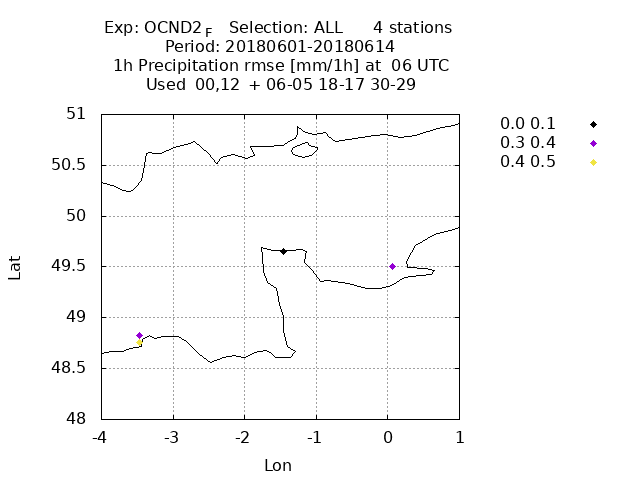 Exp: OCND2_F   Selection: ALL      4 stations
Period: 20180601-20180614
1h Precipitation rmse [mm/1h] at  06 UTC
Used  00,12  + 06-05 18-17 30-29
0.0 0.1
0.3 0.4
0.4 0.5
51
50.5
50
49.5
49
48.5
48
Lat
-4 -3 -2 -1 0 1
Lon